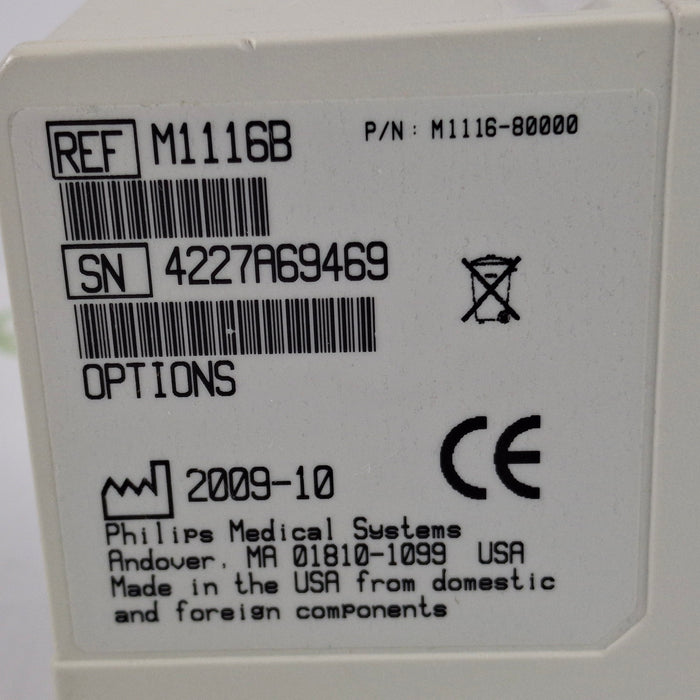 REF M1116B P/N: M1116-80000
SN 4227A69469
OPTIONS
2009-10
CE
Philips Medical Systems
Andover, MA 01810-1099 USA
Made in the USA from domestic
and foreign components